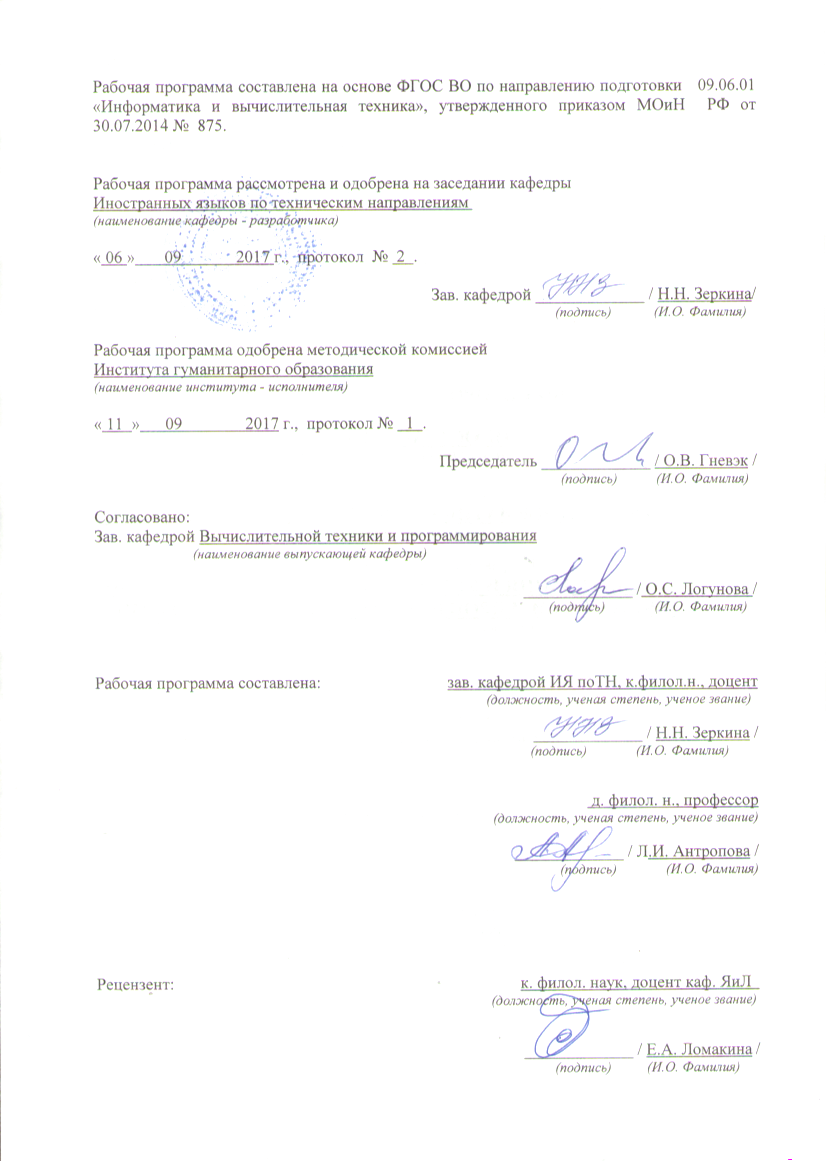 Рабочая программа составлена на основе ФГОС ВО по направлению подготовки 09.06.01
«Информатика и вычислительная техника», утвержденного приказом МОиН РФ от
30.07.2014 № 875.
Рабочая программа рассмотрена и одобрена на заседании кафедры
Иностранных языков по техническим направлениям
(наименование кафедры - разработчика)
« 06 » 09 2017 г., протокол № 2 .
Зав. кафедрой / Н.Н. Зеркина/
(подпись) (И.О. Фамилия)
Рабочая программа одобрена методической комиссией
Института гуманитарного образования
(наименование института - исполнителя)
« 11 » 09 2017 г., протокол № 1 .
Председатель / О.В. Гневэк /
(подпись) (И.О. Фамилия)
Согласовано:
Зав. кафедрой Вычислительной техники и программирования
(наименование выпускающей кафедры)
/ О.С. Логунова /
(подпись) (И.О. Фамилия)
Рабочая программа составлена: зав. кафедрой ИЯ поТН, к.филол.н., доцент
(должность, ученая степень, ученое звание)
/ Н.Н. Зеркина /
(подпись) (И.О. Фамилия)
д. филол. н., профессор
(должность, ученая степень, ученое звание)
/ Л.И. Антропова /
(подпись) (И.О. Фамилия)
Рецензент: к. филол. наук, доцент каф. ЯиЛ
(должность, ученая степень, ученое звание)
/ Е.А. Ломакина /
(подпись) (И.О. Фамилия)